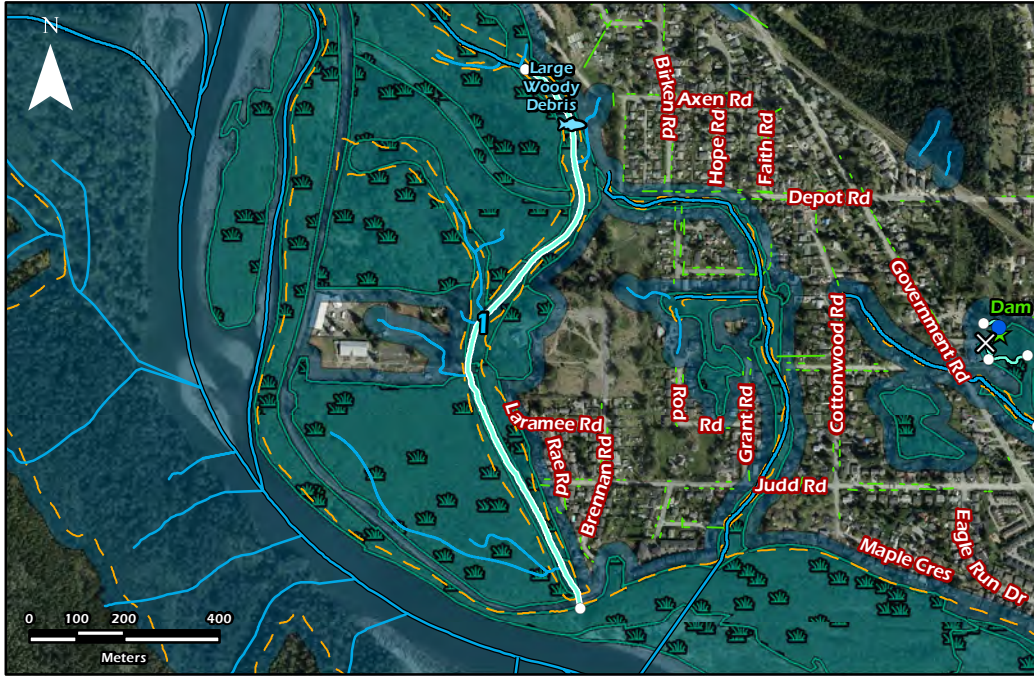 N
Large
Woody
Debris
Birken Rd
Axen Rd
Hope Rd
Faith Rd
Depot Rd
Government Rd
Dam
1
Cottonwood Rd
Laramee Rd
Rod
Rd
Grant Rd
Rae Rd
Brennan Rd
Judd Rd
Eagle Run Dr
Maple Cres
0 100 200 400
Meters